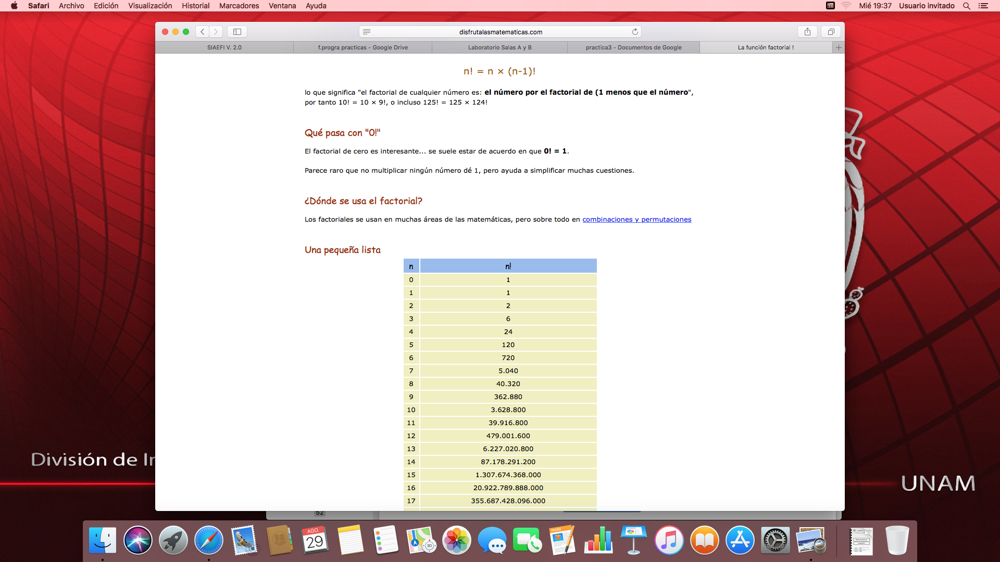 Safari Archivo Edición Visualización Historial Marcadores Ventana Ayuda Mié 19:37 Usuario invitado
disfrutalasmatematicas.com
SIAEFI V. 2.0 f.progra practicas - Google Drive Laboratorio Salas A y B practica3 - Documentos de Google La función factorial !
n! = n × (n-1)!
lo que significa "el factorial de cualquier número es: el número por el factorial de (1 menos que el número",
por tanto 10! = 10 × 9!, o incluso 125! = 125 × 124!
Qué pasa con "0!"
El factorial de cero es interesante... se suele estar de acuerdo en que 0! = 1.
Parece raro que no multiplicar ningún número dé 1, pero ayuda a simplificar muchas cuestiones.
¿Dónde se usa el factorial?
Los factoriales se usan en muchas áreas de las matemáticas, pero sobre todo en combinaciones y permutaciones
Una pequeña lista
n n!
0 1
1 1
2 2
3 6
4 24
5 120
6 720
7 5.040
8 40.320
9 362.880
10 3.628.800
11 39.916.800
12 479.001.600
13 6.227.020.800
14 87.178.291.200
15 1.307.674.368.000
16 20.922.789.888.000
17 355.687.428.096.000
División de In
UNAM
52
AGO.
29
3D
PAGES